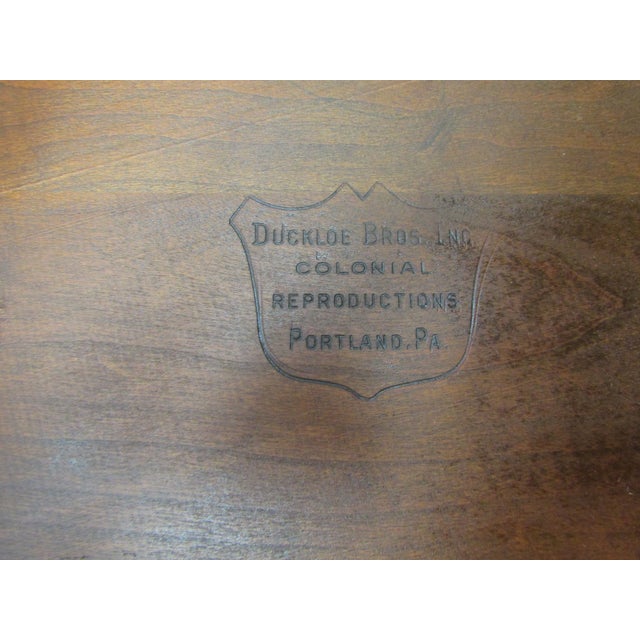 DUCKLOE BROS. INC
COLONIAL
REPRODUCTIONS
PORTLAND, PA.